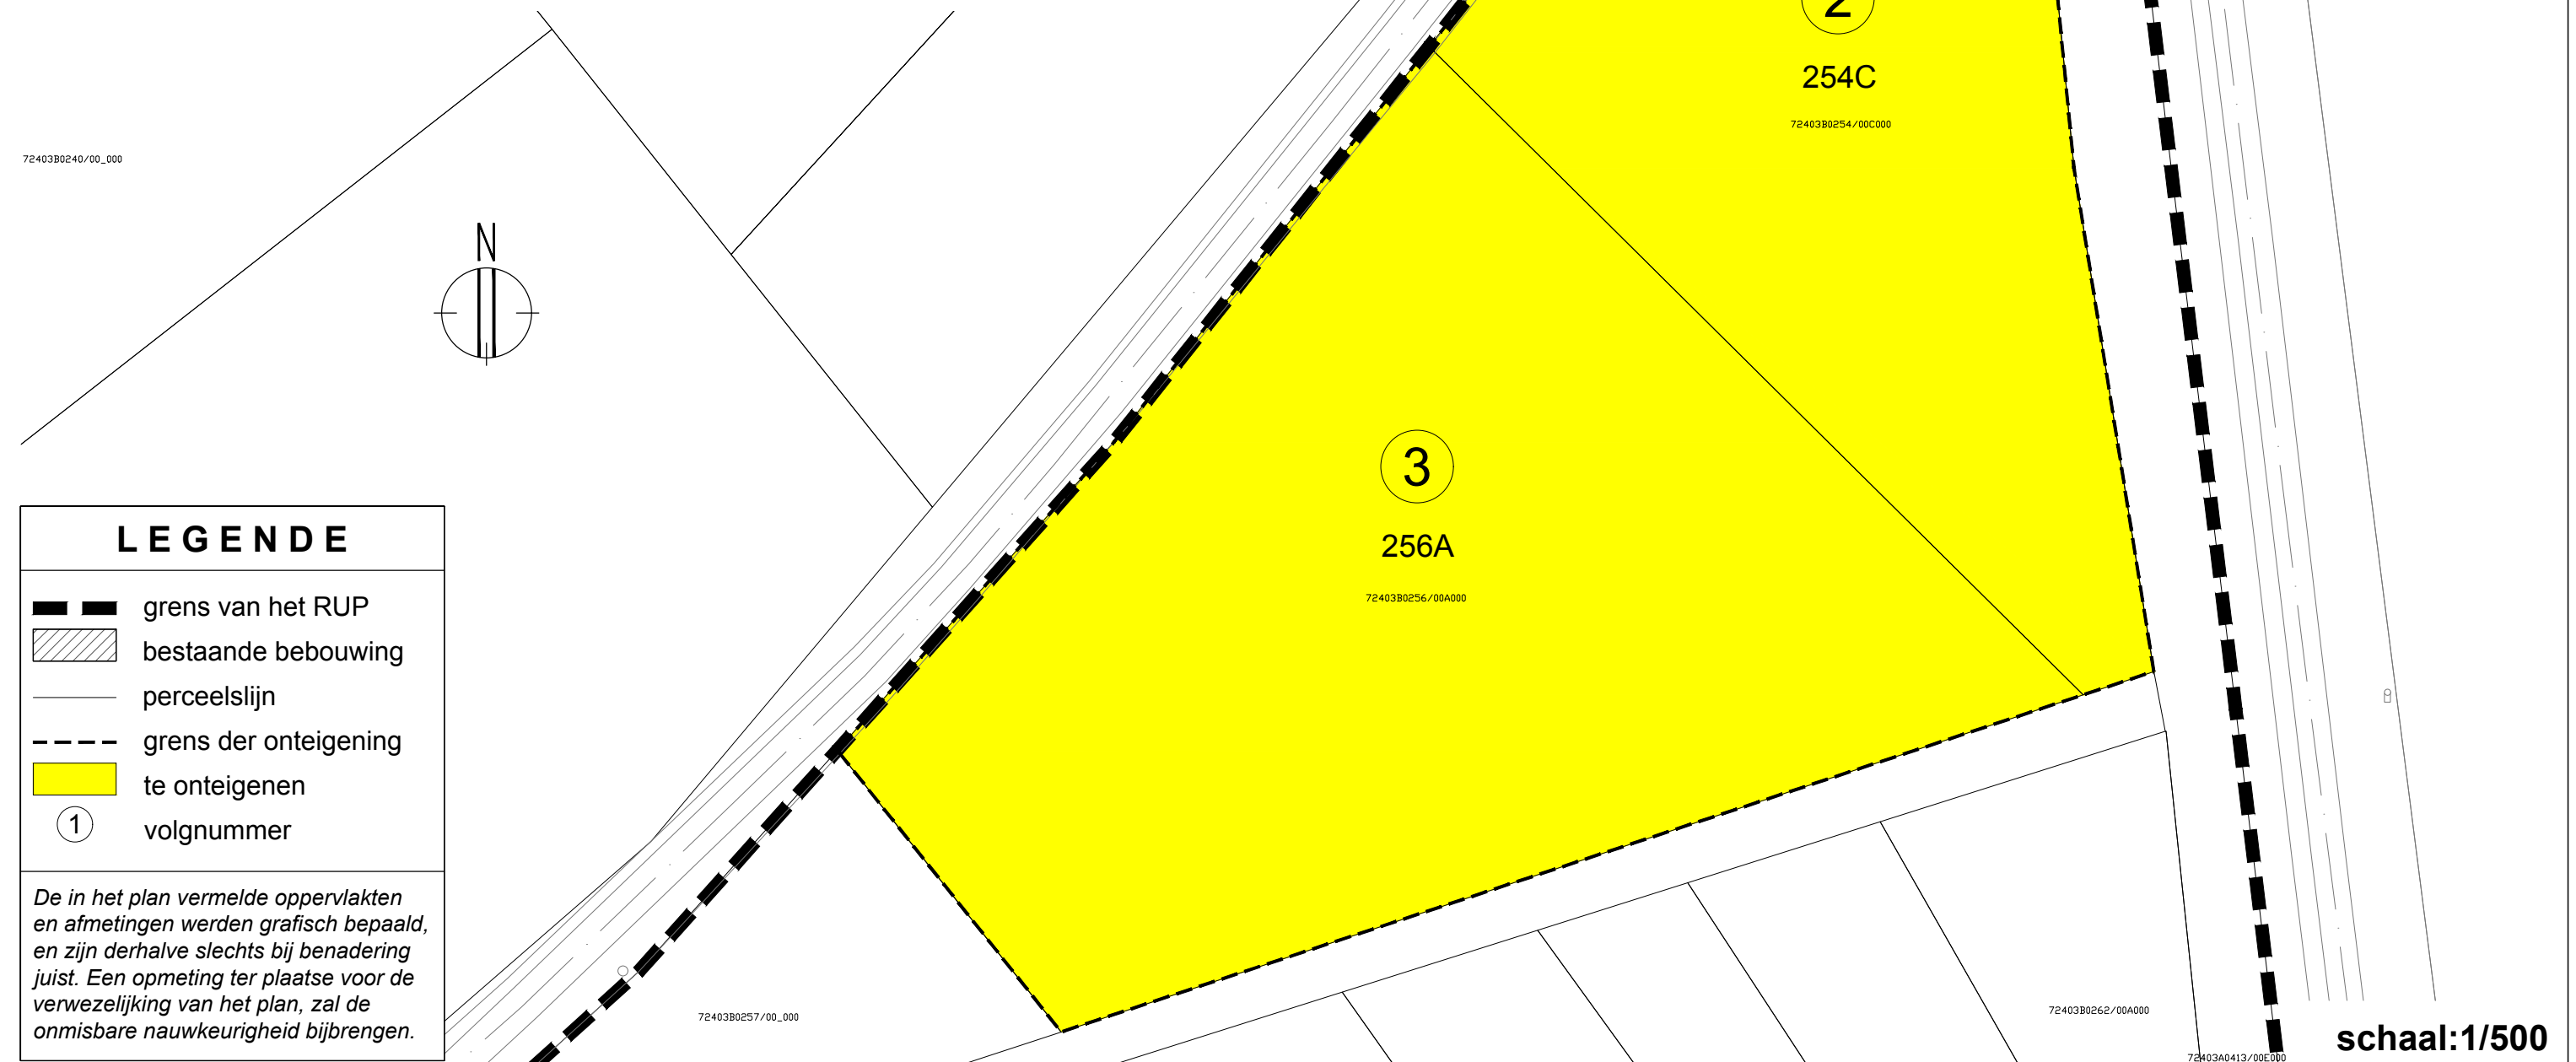 2
254C
72403B0254/00C000
72403B0240/00_000
N
3
256A
72403B0256/00A000
LEGENDE
grens van het RUP
bestaande bebouwing
perceelslijn
grens der onteigening
te onteigenen
1 volgnummer
De in het plan vermelde oppervlakten
en afmetingen werden grafisch bepaald,
en zijn derhalve slechts bij benadering
juist. Een opmeting ter plaatse voor de
verwezelijking van het plan, zal de
onmisbare nauwkeurigheid bijbrengen.
72403B0257/00_000
72403B0262/00A000
72403A0413/00E000
schaal:1/500